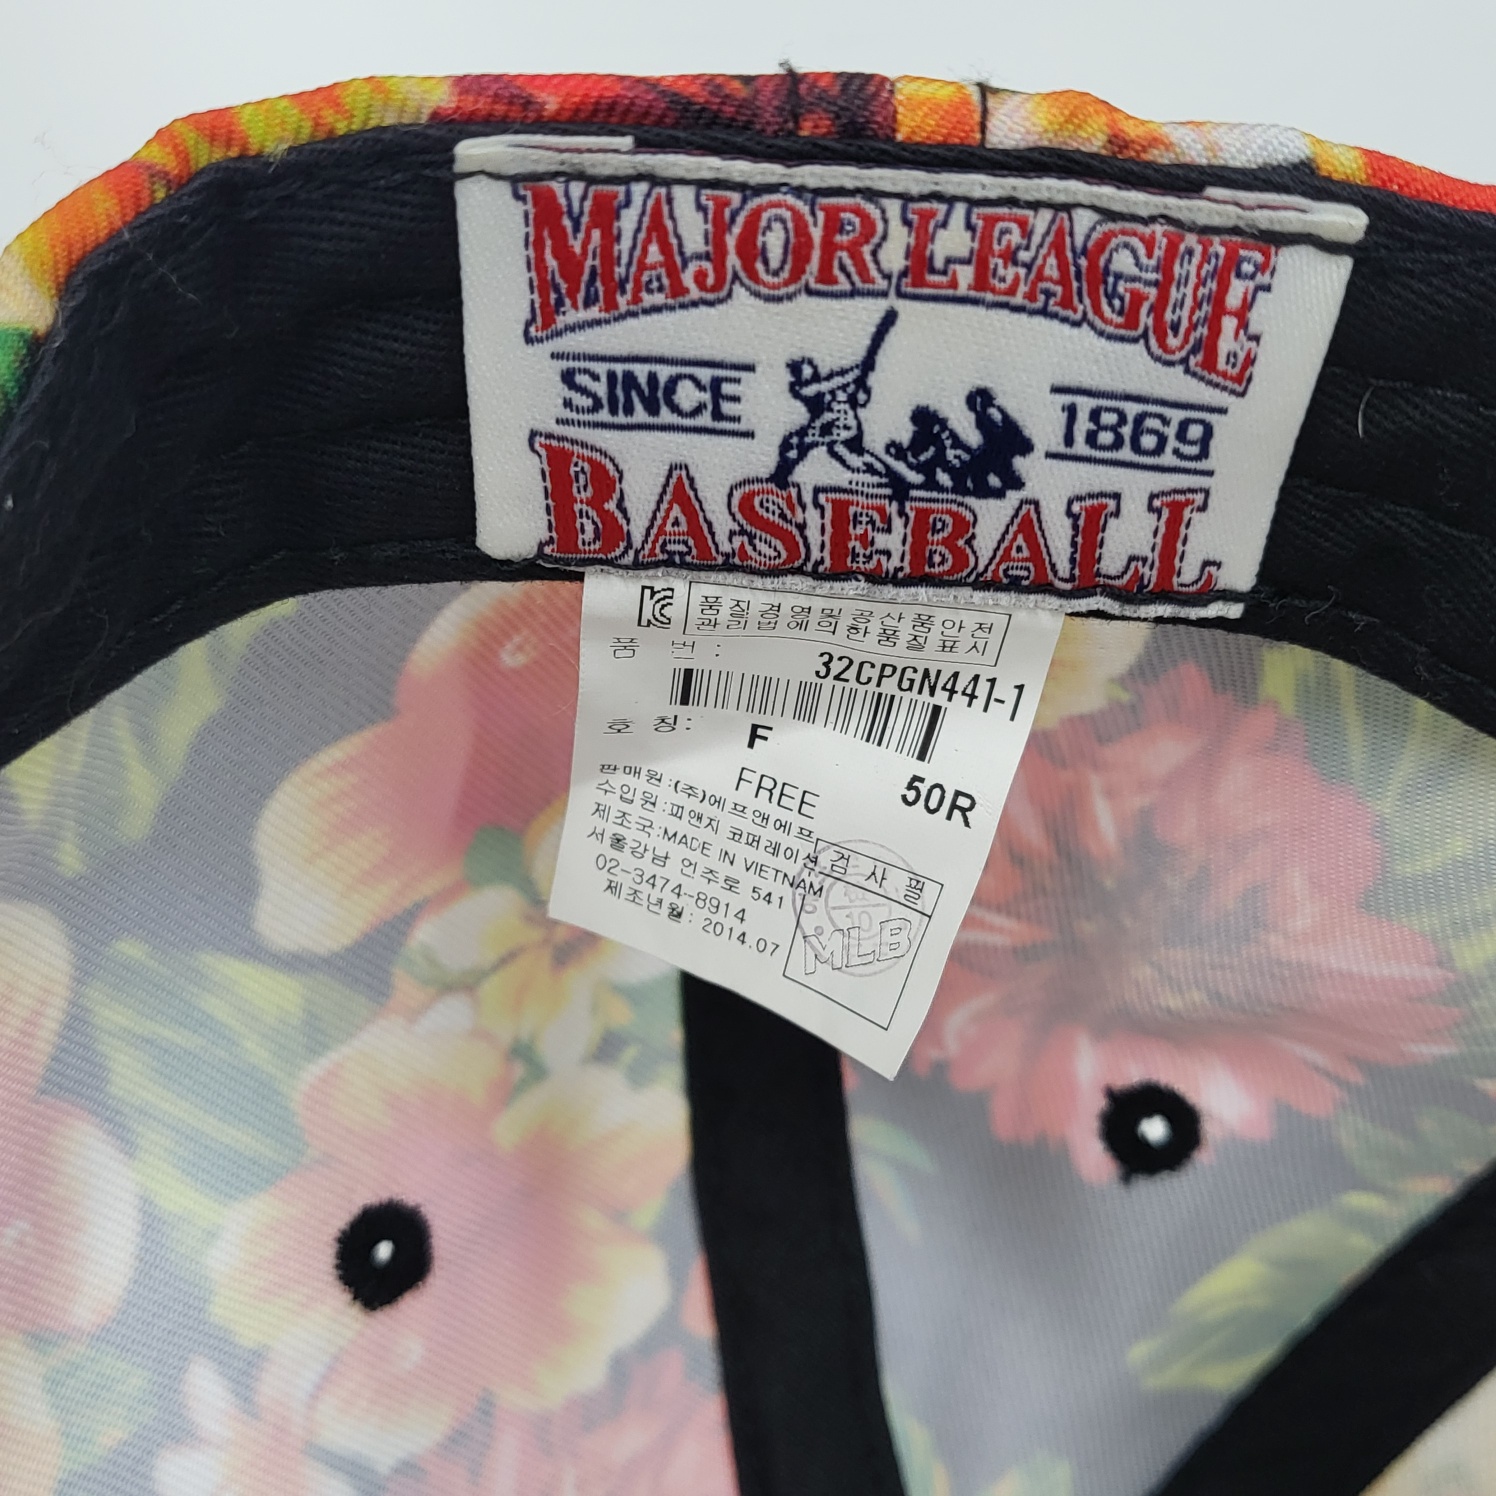 MAJOR LEAGUE
SINCE 1869
BASEBALL
품질경영및공산품안전
관리법에의한품질표시
품 번 : 32CPGN441-1
호 칭: F
FREE 50R
판매원:(주)에프앤에프
수입원:피앤지 코퍼레이션
제조국:MADE IN VIETNAM
서울강남 언주로 541
02-3474-8914
제조년월: 2014.07
검 사 필
MLB